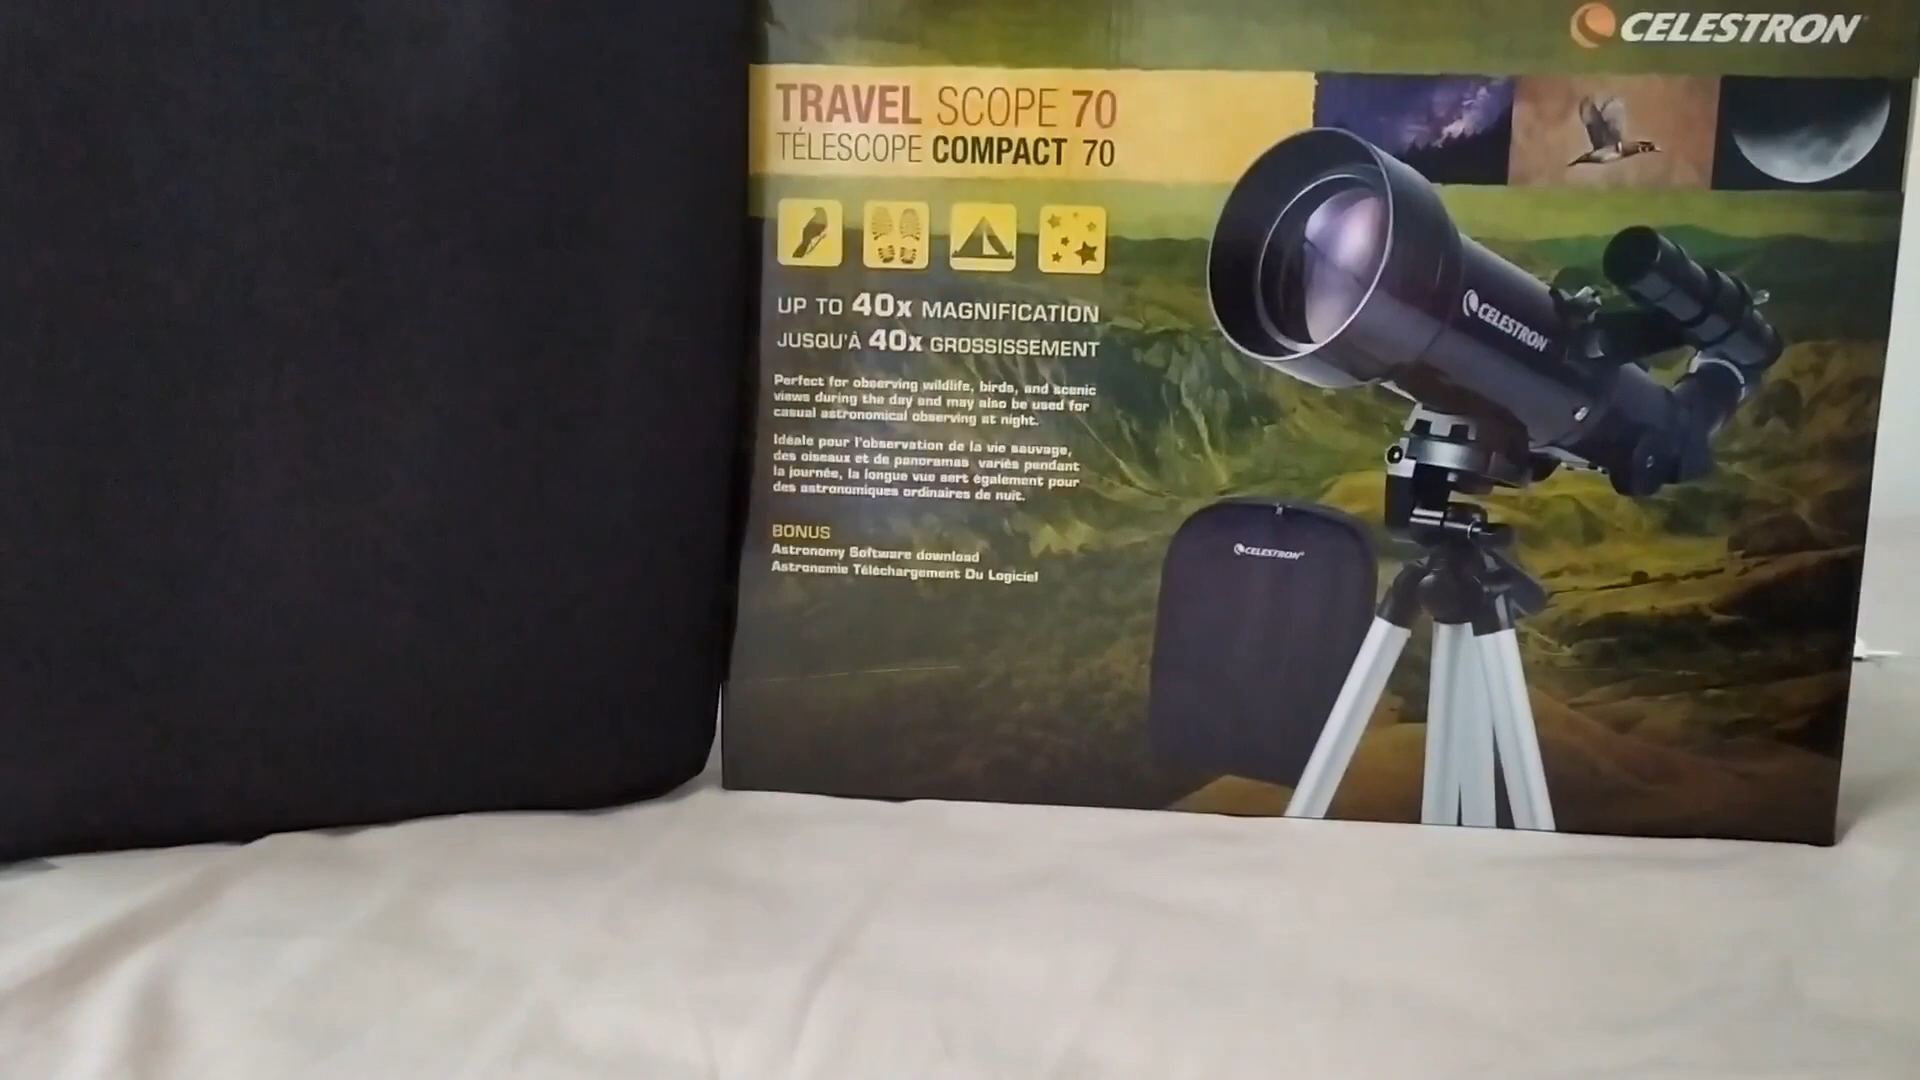 CELESTRON
TRAVEL SCOPE 70
TÉLESCOPE COMPACT 70
UP TO 40x MAGNIFICATION
JUSQU'À 40x GROSSISSEMENT
Perfect for observing wildlife, birds, and scenic
views during the day and may also be used for
casual astronomical observing at night.
Idéale pour l'observation de la vie sauvage,
des oiseaux et de panoramas variés pendant
la journée, la longue vue sert également pour
des astronomiques ordinaires de nuit.
BONUS
Astronomy Software download
Astronomie Téléchargement Du Logiciel
CELESTRON
CELESTRON